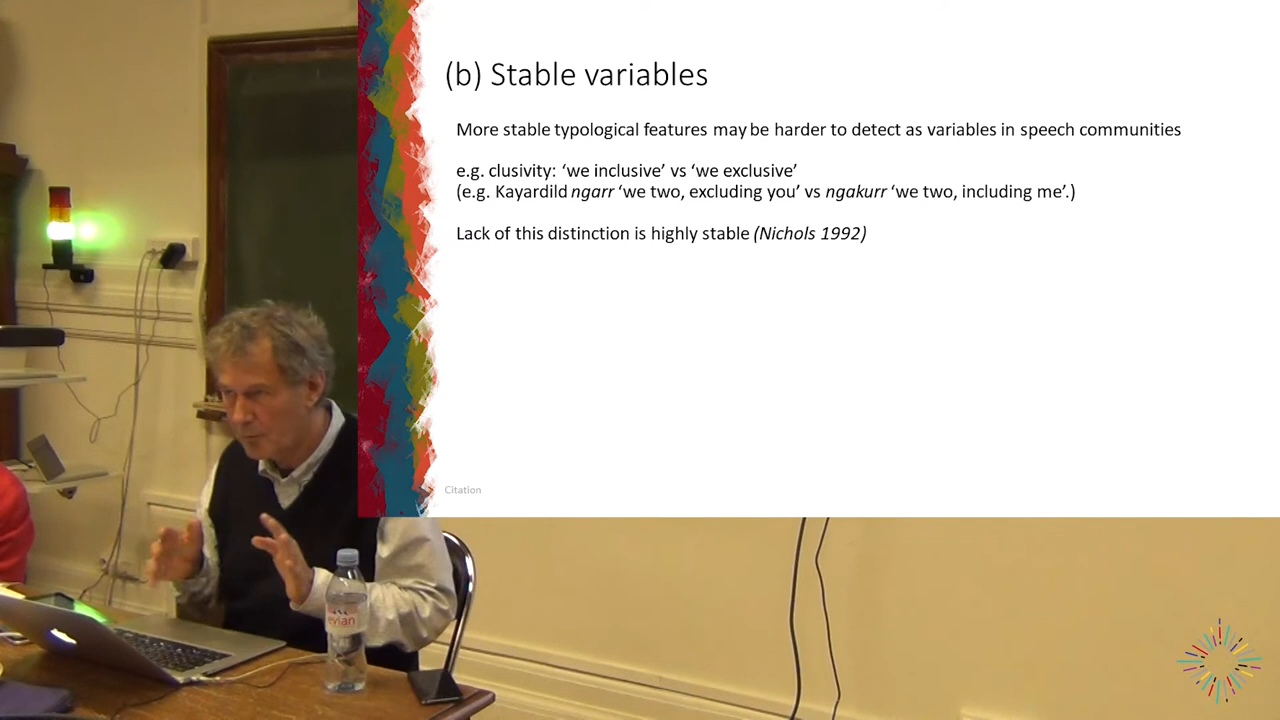 (b) Stable variables
More stable typological features may be harder to detect as variables in speech communities
e.g. clusivity: ‘we inclusive’ vs ‘we exclusive’
(e.g. Kayardild ngarr ‘we two, excluding you’ vs ngakurr ‘we two, including me’.)
Lack of this distinction is highly stable (Nichols 1992)
Citation
evian